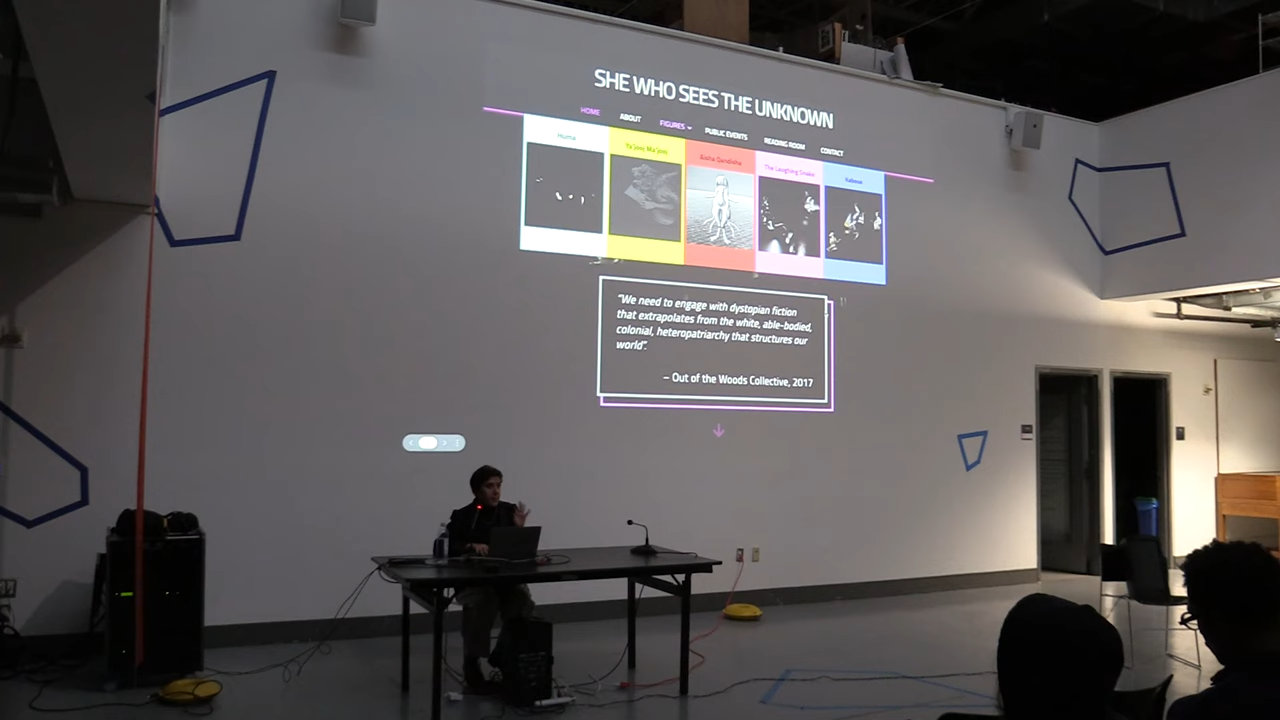 SHE WHO SEES THE UNKNOWN
HOME ABOUT FIGURES PUBLIC EVENTS READING ROOM CONTACT
Huma Ya'jooj Ma'jooj Aisha Qandisha The Laughing Snake Kabous
“We need to engage with dystopian fiction
that extrapolates from the white, able-bodied,
colonial, heteropatriarchy that structures our
world”.
– Out of the Woods Collective, 2017